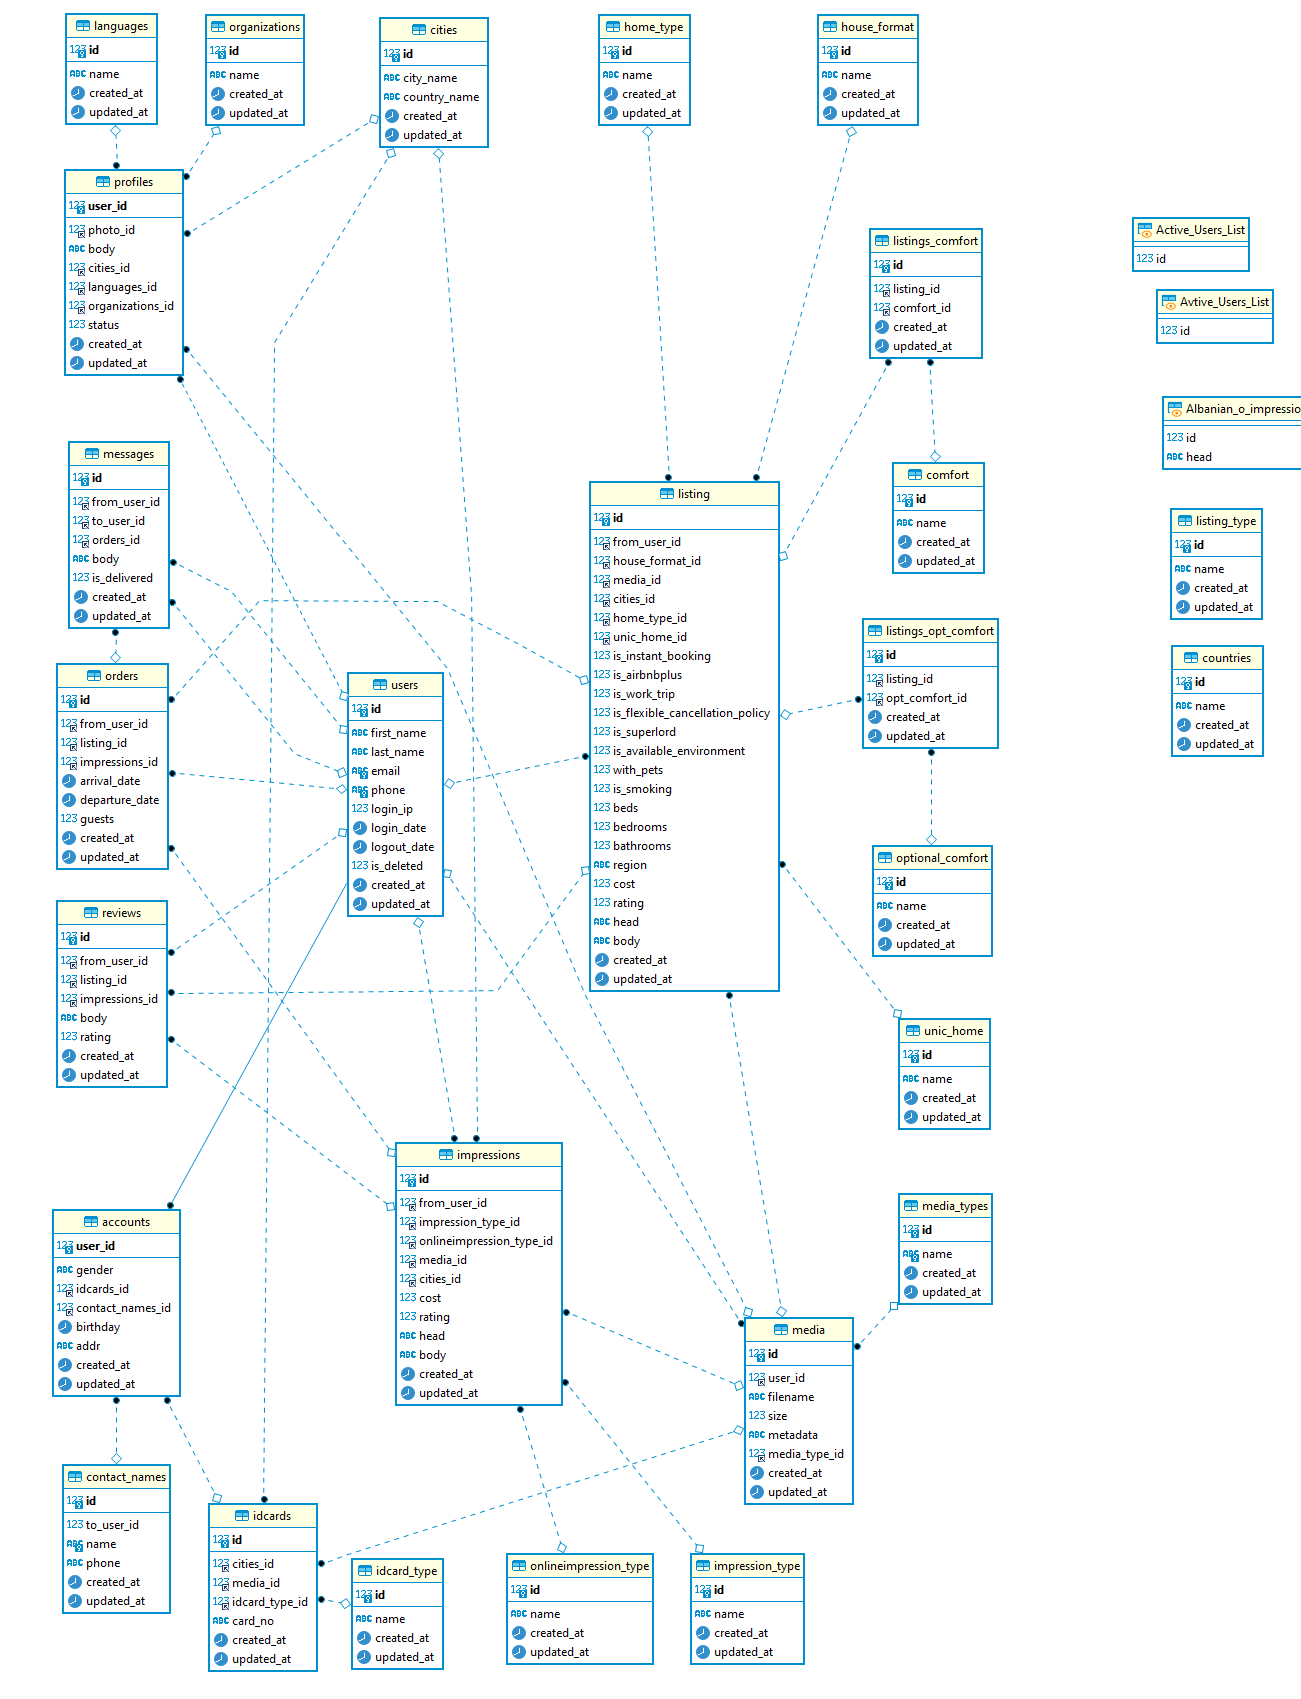 languages
123 id
ABC name
created_at
updated_at
organizations
123 id
ABC name
created_at
updated_at
cities
123 id
ABC city_name
ABC country_name
created_at
updated_at
home_type
123 id
ABC name
created_at
updated_at
house_format
123 id
ABC name
created_at
updated_at
profiles
123 user_id
123 photo_id
ABC body
123 cities_id
123 languages_id
123 organizations_id
123 status
created_at
updated_at
listings_comfort
123 id
123 listing_id
123 comfort_id
created_at
updated_at
Active_Users_List
123 id
Avtive_Users_List
123 id
Albanian_o_impressio
123 id
ABC head
messages
123 id
123 from_user_id
123 to_user_id
123 orders_id
ABC body
123 is_delivered
created_at
updated_at
listing
123 id
123 from_user_id
123 house_format_id
123 media_id
123 cities_id
123 home_type_id
123 unic_home_id
123 is_instant_booking
123 is_airbnbplus
123 is_work_trip
123 is_flexible_cancellation_policy
123 is_superlord
123 is_available_environment
123 with_pets
123 is_smoking
123 beds
123 bedrooms
123 bathrooms
ABC region
123 cost
123 rating
ABC head
ABC body
created_at
updated_at
comfort
123 id
ABC name
created_at
updated_at
listing_type
123 id
ABC name
created_at
updated_at
listings_opt_comfort
123 id
123 listing_id
123 opt_comfort_id
created_at
updated_at
countries
123 id
ABC name
created_at
updated_at
orders
123 id
123 from_user_id
123 listing_id
123 impressions_id
arrival_date
departure_date
123 guests
created_at
updated_at
users
123 id
ABC first_name
ABC last_name
ABC email
ABC phone
123 login_ip
login_date
logout_date
123 is_deleted
created_at
updated_at
optional_comfort
123 id
ABC name
created_at
updated_at
reviews
123 id
123 from_user_id
123 listing_id
123 impressions_id
ABC body
123 rating
created_at
updated_at
unic_home
123 id
ABC name
created_at
updated_at
impressions
123 id
123 from_user_id
123 impression_type_id
123 onlineimpression_type_id
123 media_id
123 cities_id
123 cost
123 rating
ABC head
ABC body
created_at
updated_at
accounts
123 user_id
ABC gender
123 idcards_id
123 contact_names_id
birthday
ABC addr
created_at
updated_at
media_types
123 id
ABC name
created_at
updated_at
media
123 id
123 user_id
ABC filename
123 size
ABC metadata
123 media_type_id
created_at
updated_at
contact_names
123 id
123 to_user_id
ABC name
ABC phone
created_at
updated_at
idcards
123 id
123 cities_id
123 media_id
123 idcard_type_id
ABC card_no
created_at
updated_at
idcard_type
123 id
ABC name
created_at
updated_at
onlineimpression_type
123 id
ABC name
created_at
updated_at
impression_type
123 id
ABC name
created_at
updated_at